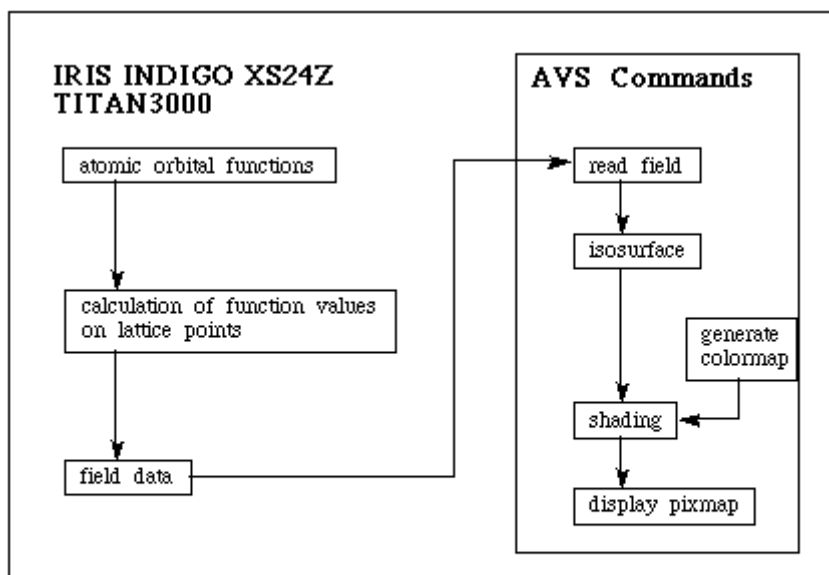 IRIS INDIGO XS24Z
TITAN3000
atomic orbital functions
calculation of function values
on lattice points
field data
AVS Commands
read field
isosurface
generate
colormap
shading
display pixmap